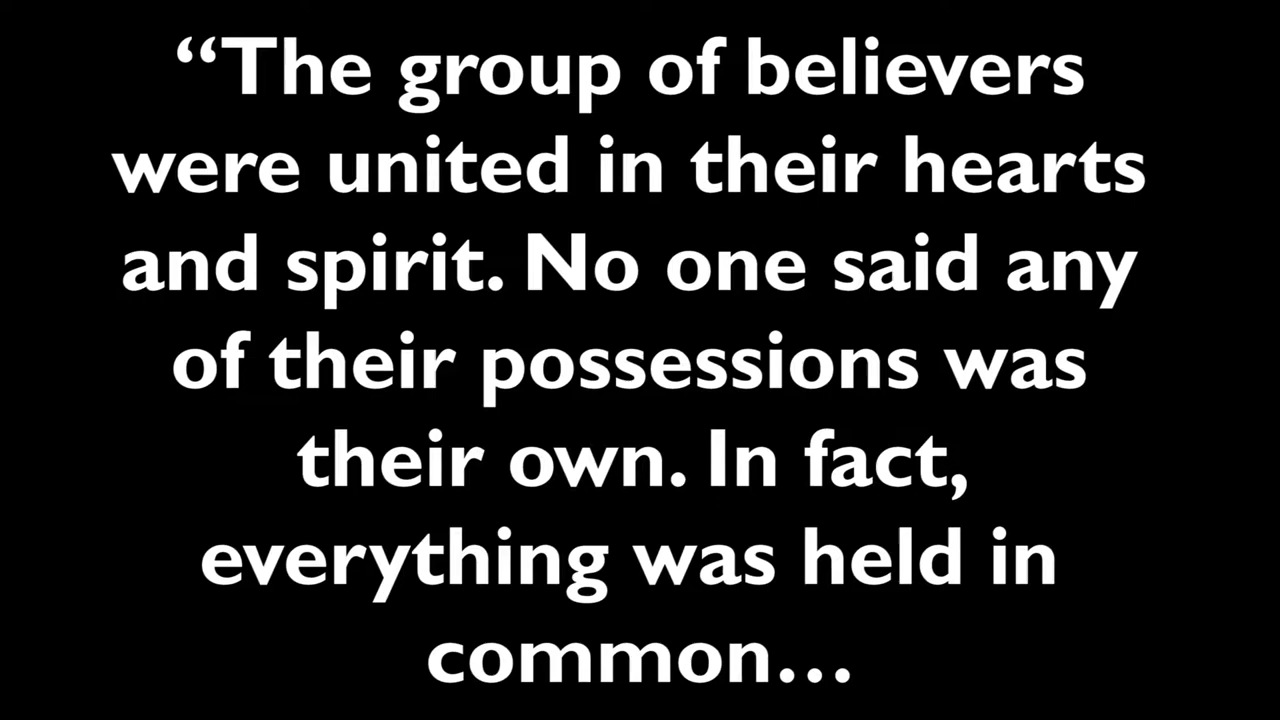 “The group of believers
were united in their hearts
and spirit. No one said any
of their possessions was
their own. In fact,
everything was held in
common…